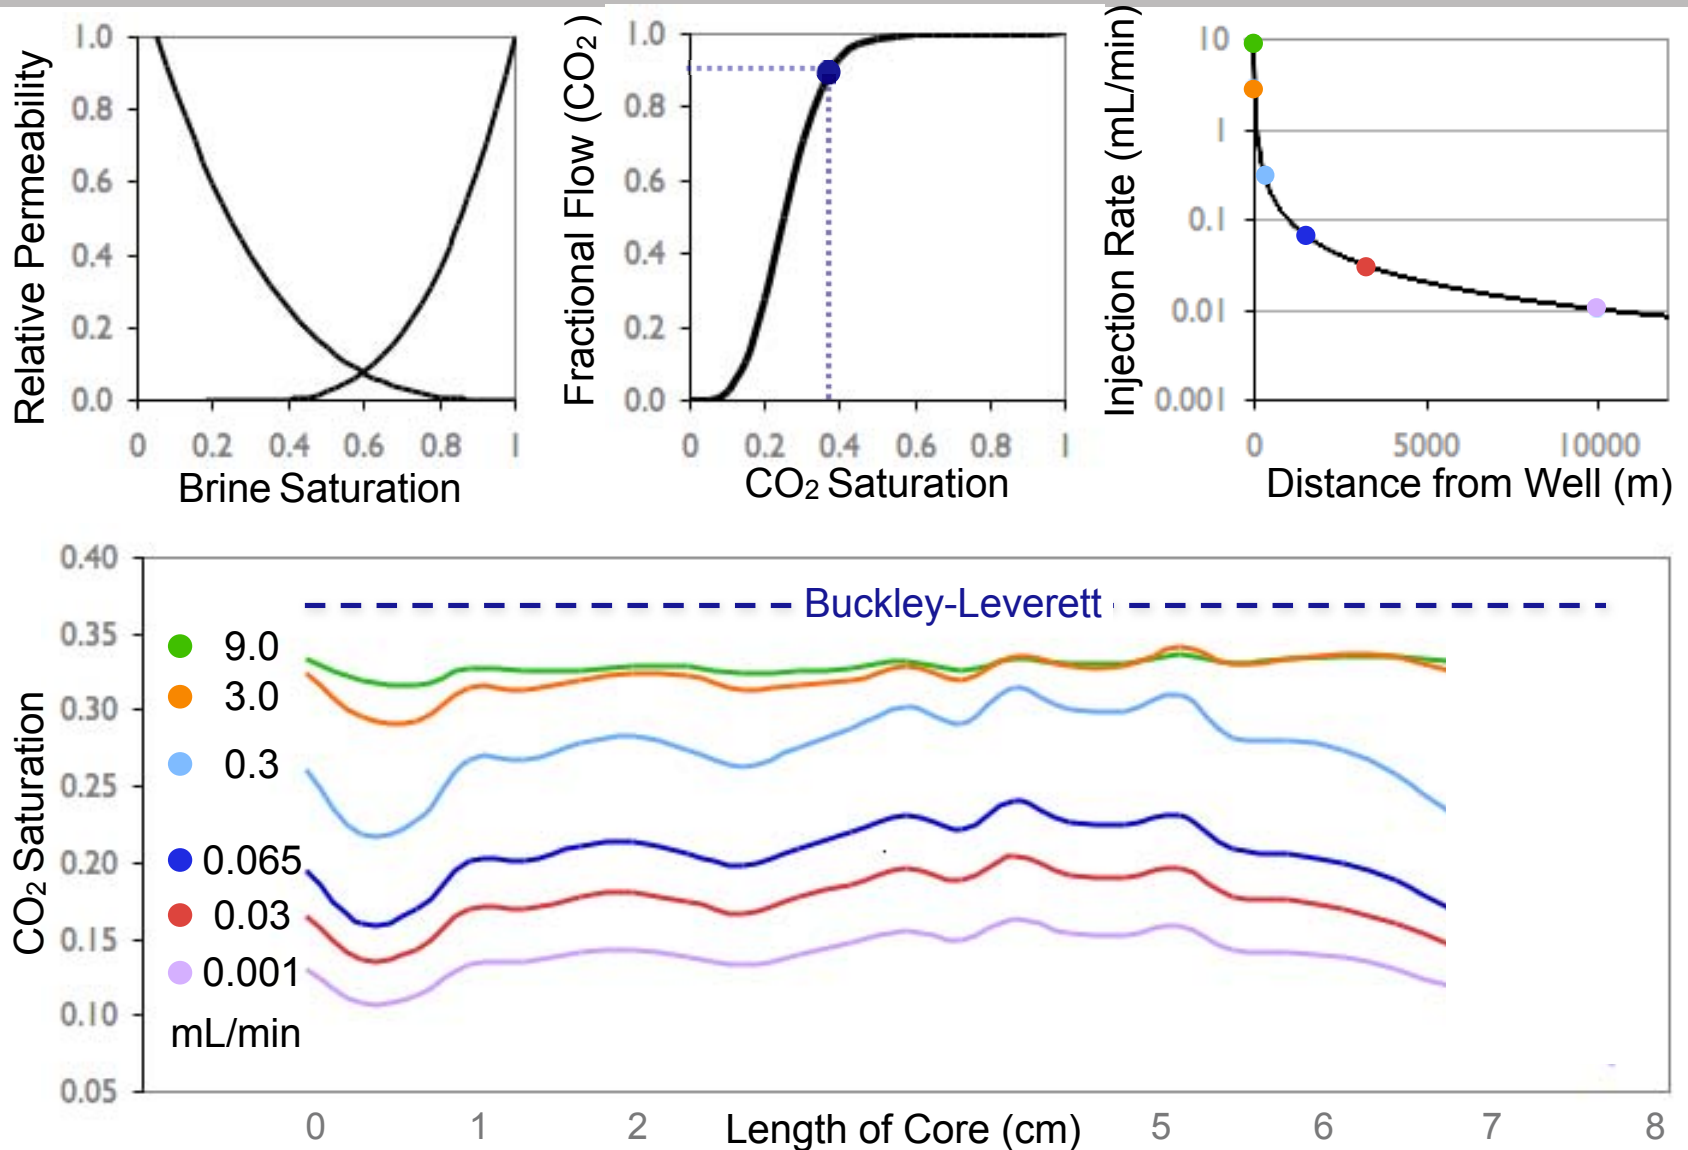 Relative Permeability
1.0
0.8
0.6
0.4
0.2
0.0
0 0.2 0.4 0.6 0.8 1
Brine Saturation
Fractional Flow (CO₂)
1.0
0.8
0.6
0.4
0.2
0.0
0 0.2 0.4 0.6 0.8 1
CO₂ Saturation
Injection Rate (mL/min)
10
1
0.1
0.01
0.001
0 5000 10000
Distance from Well (m)
CO₂ Saturation
0.40
0.35
0.30
0.25
0.20
0.15
0.10
0.05
Buckley-Leverett
9.0
3.0
0.3
0.065
0.03
0.001
mL/min
0 1 2 5 6 7 8
Length of Core (cm)